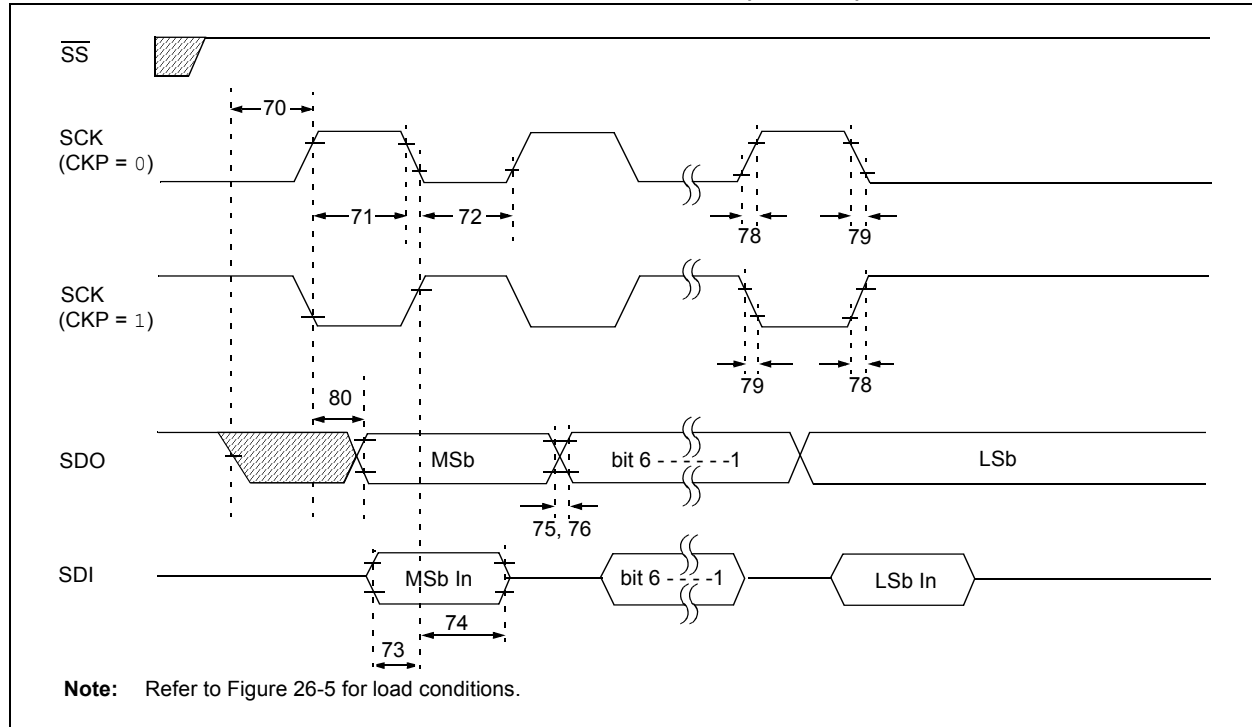 SS
70
SCK
(CKP = 0)
71
72
78
79
SCK
(CKP = 1)
79
78
80
SDO
MSb
bit 6 - - - - - -1
LSb
75, 76
SDI
MSb In
bit 6 - - - - -1
LSb In
74
73
Note: Refer to Figure 26-5 for load conditions.